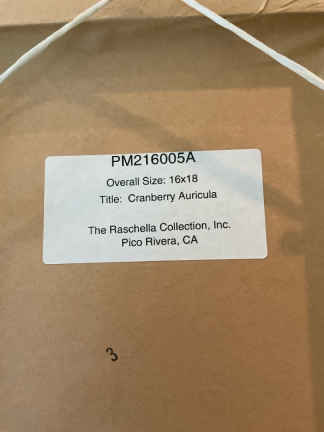 PM216005A
Overall Size: 16x18
Title: Cranberry Auricula
The Raschella Collection, Inc.
Pico Rivera, CA
3